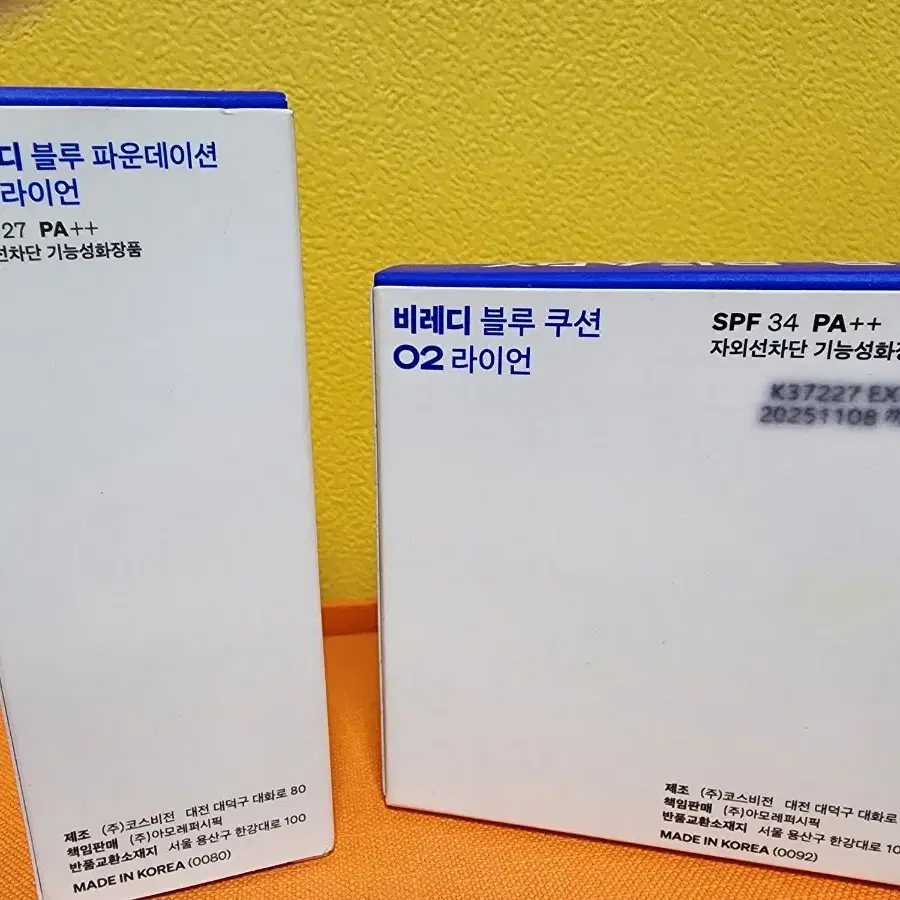 디 블루 파운데이션
라이언
27 PA++
선차단 기능성화장품
제조 (주)코스비전 대전 대덕구 대화로 80
책임판매 (주)아모레퍼시픽
반품교환소재지 서울 용산구 한강대로 100
MADE IN KOREA (0080)
비레디 블루 쿠션
02 라이언
SPF 34 PA++
자외선차단 기능성화장
K37227 EX
20251108 까
제조 (주)코스비전 대전 대덕구 대화로
책임판매 (주)아모레퍼시픽
반품교환소재지 서울 용산구 한강대로 10
MADE IN KOREA (0092)